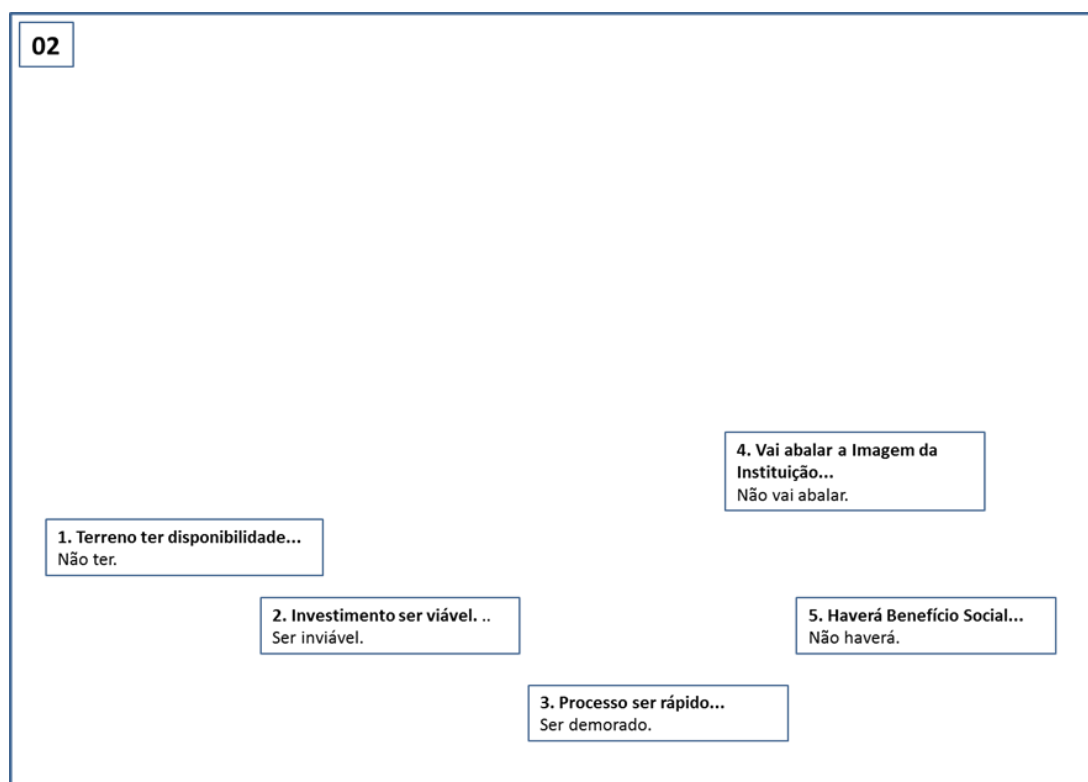 02
4. Vai abalar a Imagem da
Instituição...
Não vai abalar.
1. Terreno ter disponibilidade...
Não ter.
2. Investimento ser viável. ..
Ser inviável.
5. Haverá Benefício Social...
Não haverá.
3. Processo ser rápido...
Ser demorado.